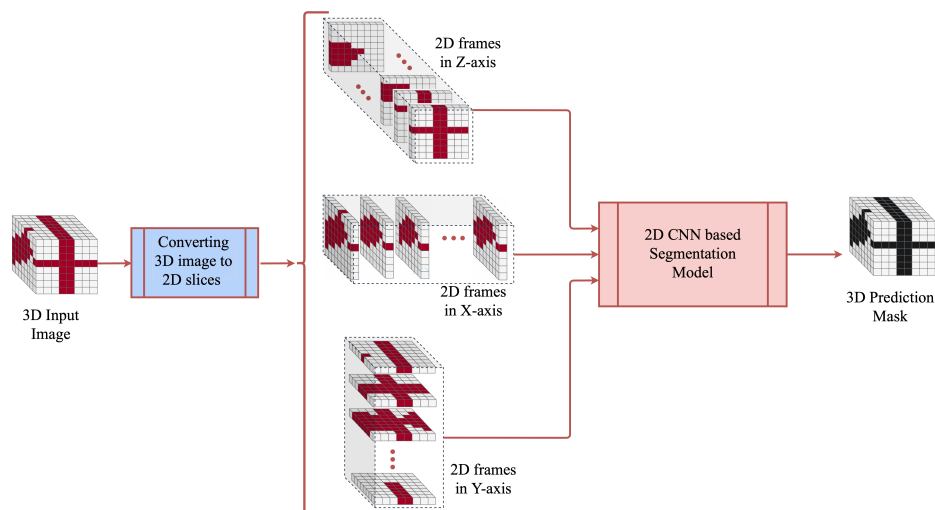 2D frames
in Z-axis
3D Input
Image
Converting
3D image to
2D slices
2D frames
in X-axis
2D frames
in Y-axis
2D CNN based
Segmentation
Model
3D Prediction
Mask